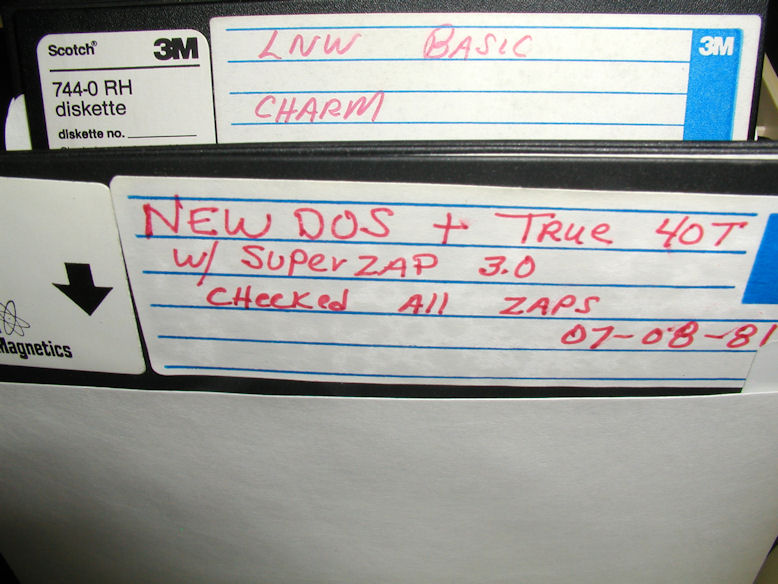 Scotch® 3M
744-0 RH
diskette
diskette no.
LNW BASIC
CHARM
3M
NEW DOS + TRUE 40T
W/ SUPERZAP 3.0
CHecked All ZAPS
07-08-81
Magnetics